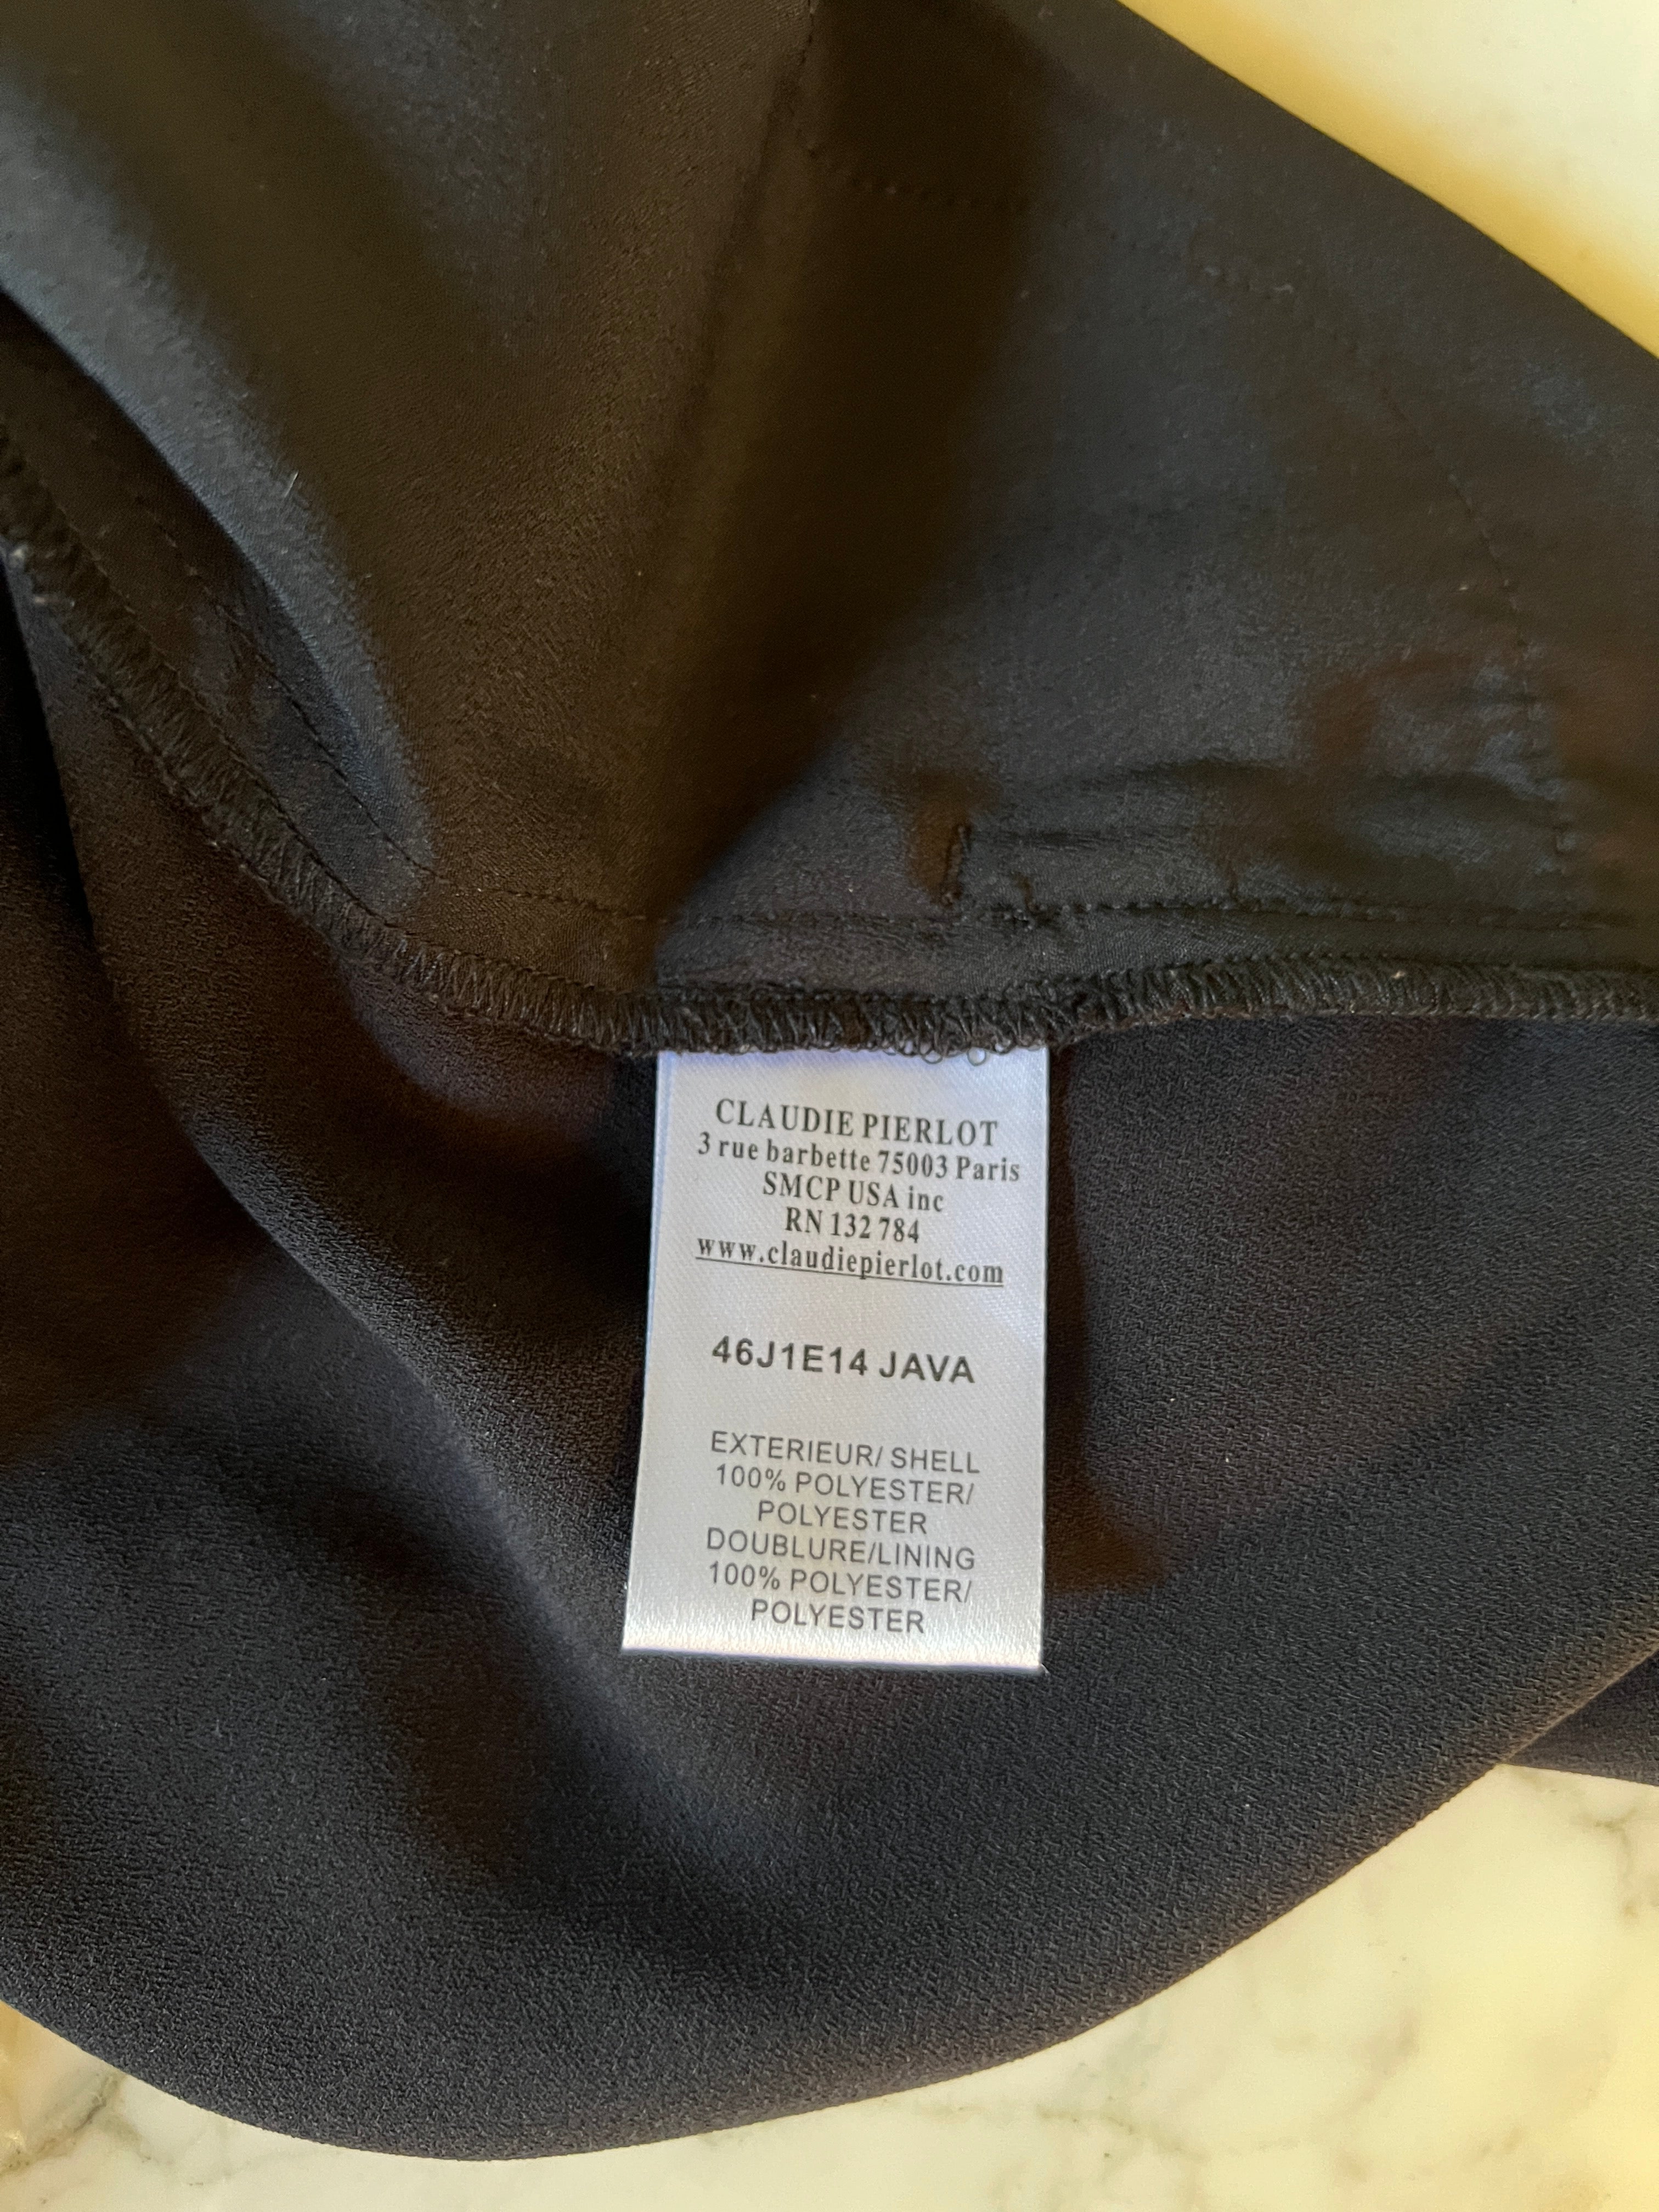 CLAUDIE PIERLOT
3 rue barbette 75003 Paris
SMCP USA inc
RN 132 784
www.claudiepierlot.com
46J1E14 JAVA
EXTERIEUR/ SHELL
100% POLYESTER/
POLYESTER
DOUBLURE/LINING
100% POLYESTER/
POLYESTER